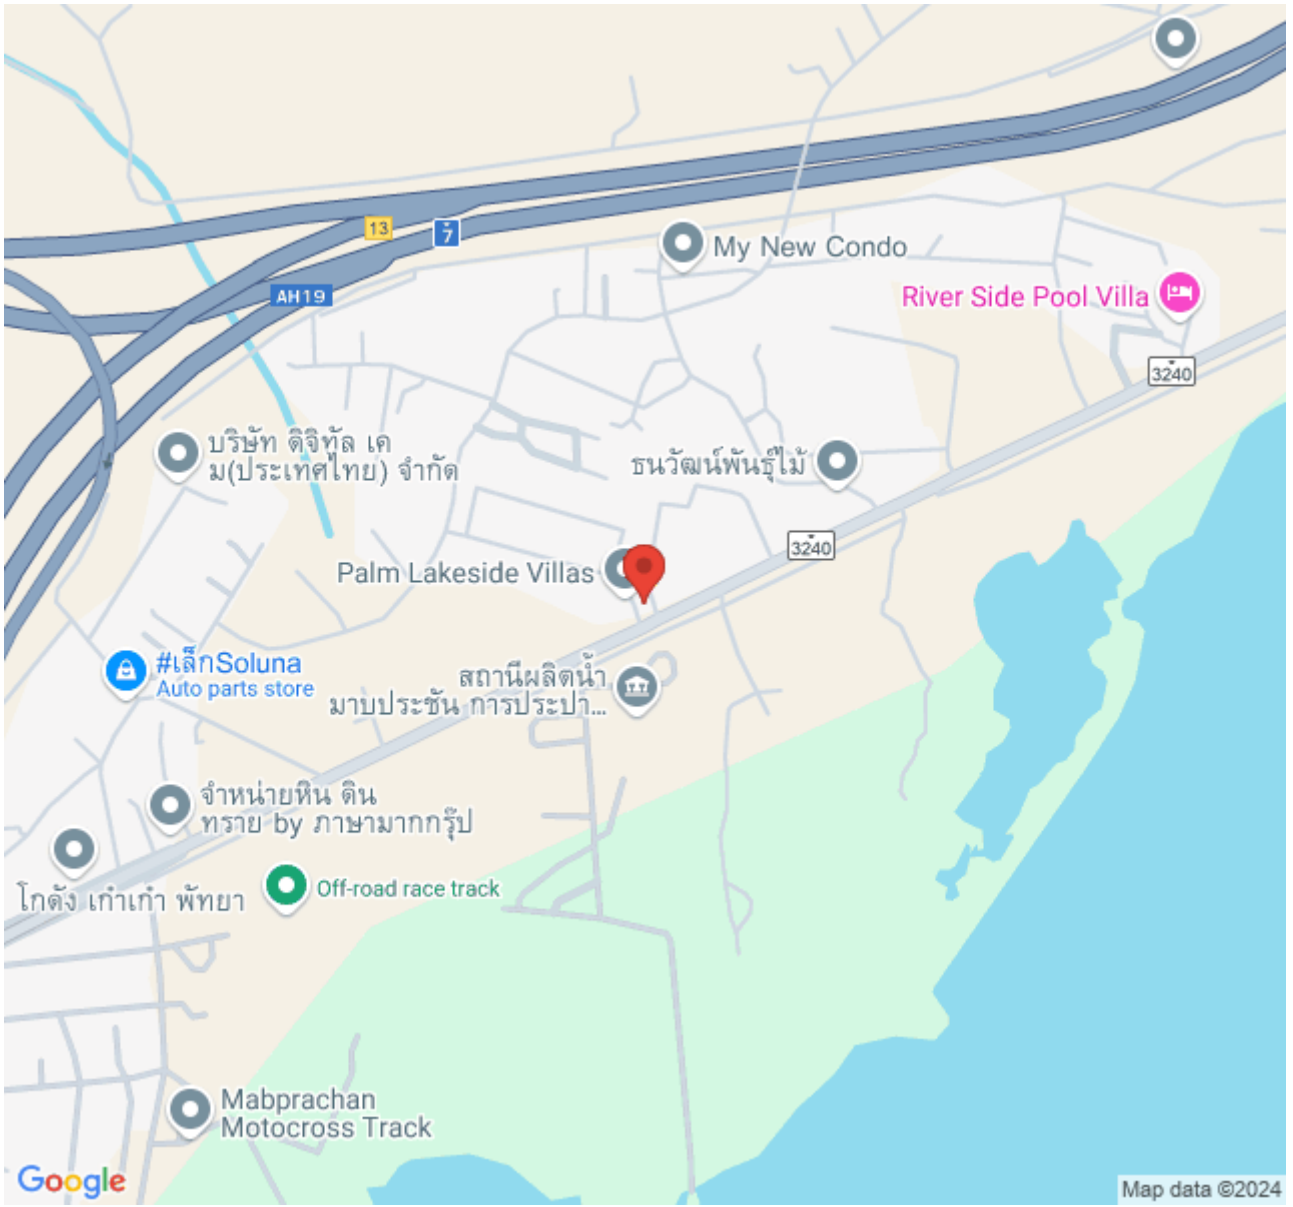 13
7
My New Condo
AH19
River Side Pool Villa
3240
บริษัท ดิจิทัล เค
ม(ประเทศไทย) จำกัด
ธนวัฒน์พันธุ์ไม้
3240
Palm Lakeside Villas
#เล็กSoluna
Auto parts store
สถานีผลิตน้ำ
มาบประชัน การประปา...
จำหน่ายหิน ดิน
ทราย by ภาษามากกรุ๊ป
โกดัง เก๋าเก๋า พัทยา
Off-road race track
Mabprachan
Motocross Track
Google
Map data ©2024